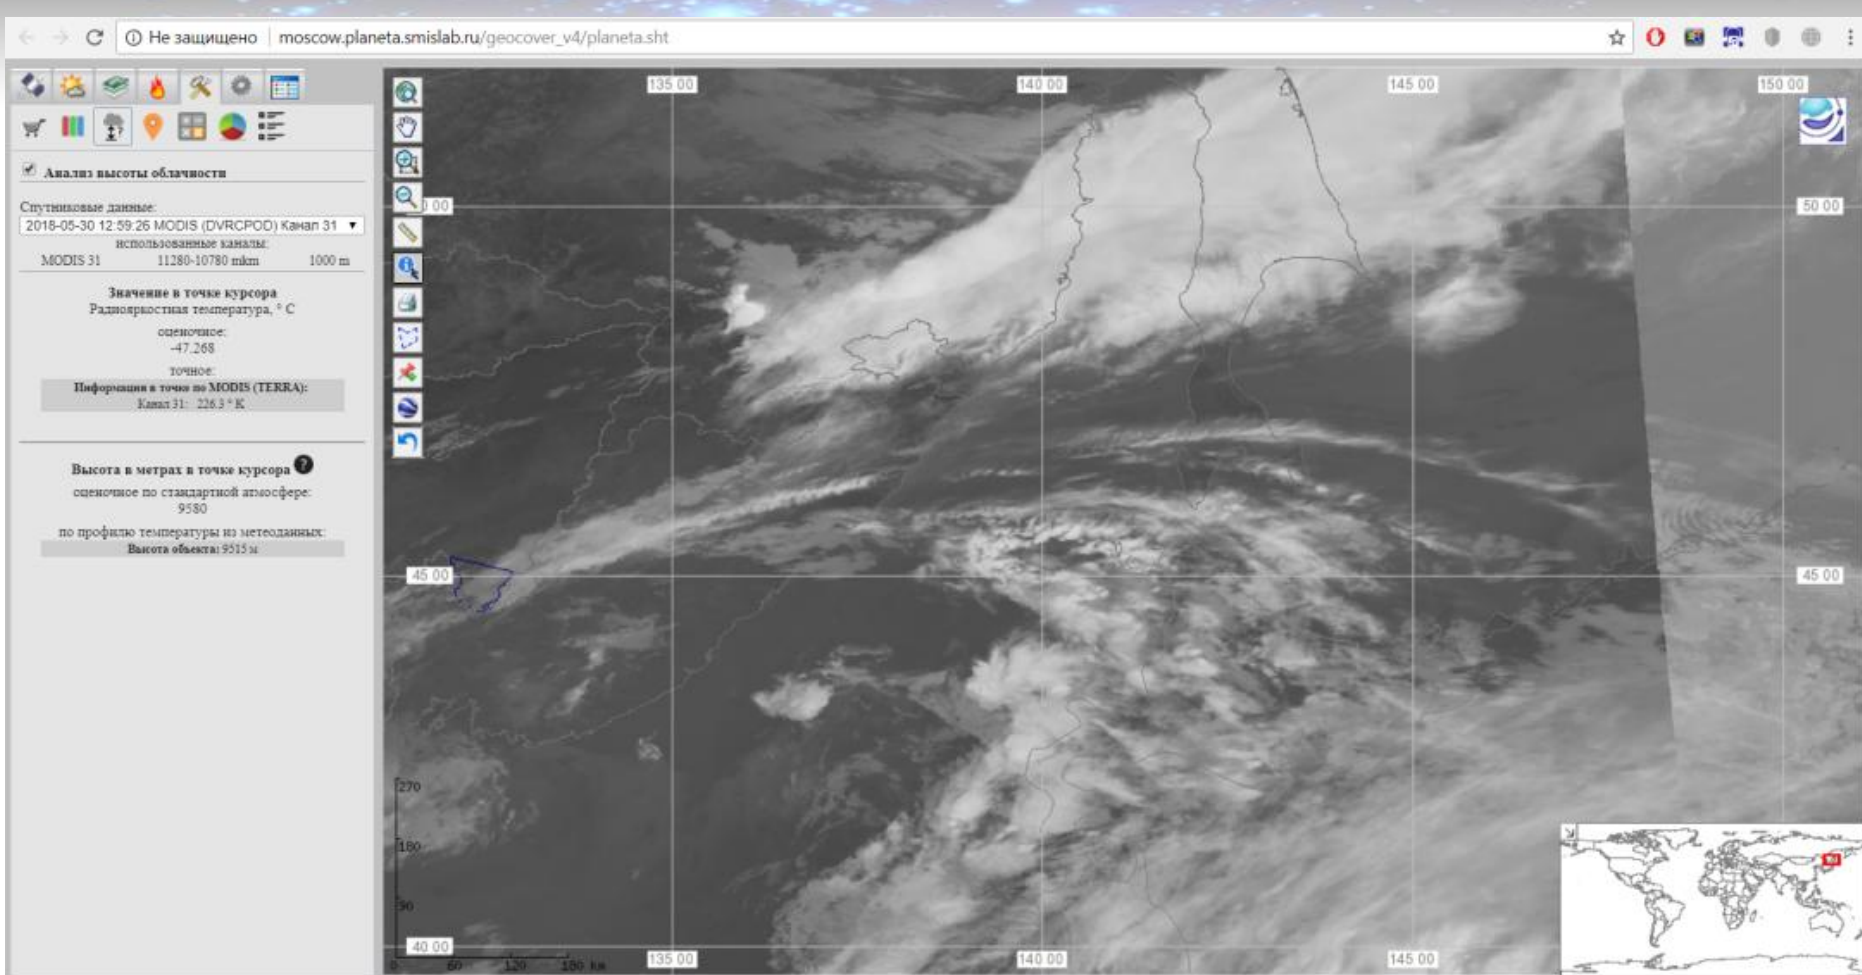 Не защищено moscow.planeta.smislab.ru/geocover_v4/planeta.sht
Анализ высоты облачности
Спутниковые данные:
2018-05-30 12:59:26 MODIS (DVRCPOD) Канал 31
использованные каналы:
MODIS 31 11280-10780 mkm 1000 m
Значение в точке курсора
Радиояркостная температура, ° C
оценочное:
-47.268
точное:
Информация в точке по MODIS (TERRA):
Канал 31: 226.3 ° K
Высота в метрах в точке курсора ?
оценочное по стандартной атмосфере:
9580
по профилю температуры из метеоданных:
Высота объекта: 9515 м
135 00 140 00 145 00 150 00
0 00 50 00
45 00 45 00
270
180
90
40 00
0 60 120 180 km
135 00 140 00 145 00